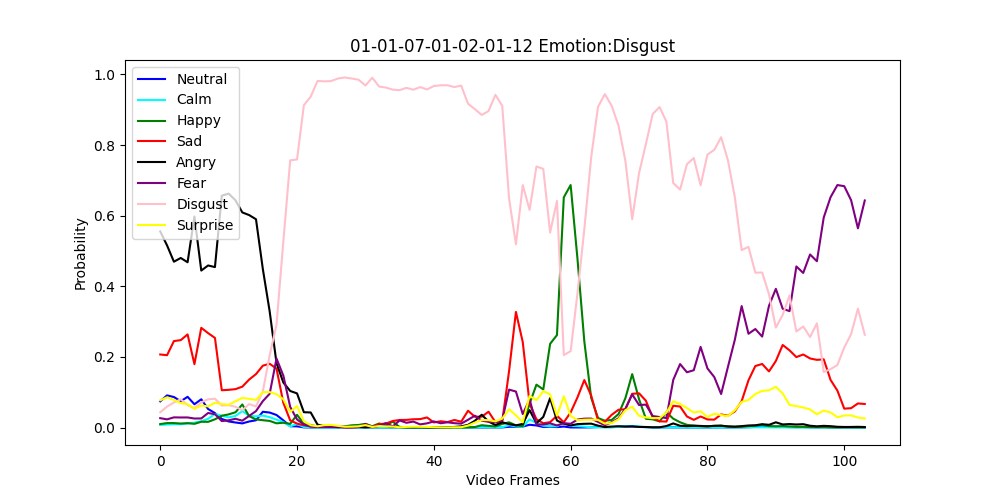 01-01-07-01-02-01-12 Emotion:Disgust
1.0
0.8
0.6
0.4
0.2
0.0
Probability
Neutral
Calm
Happy
Sad
Angry
Fear
Disgust
Surprise
0 20 40 60 80 100
Video Frames